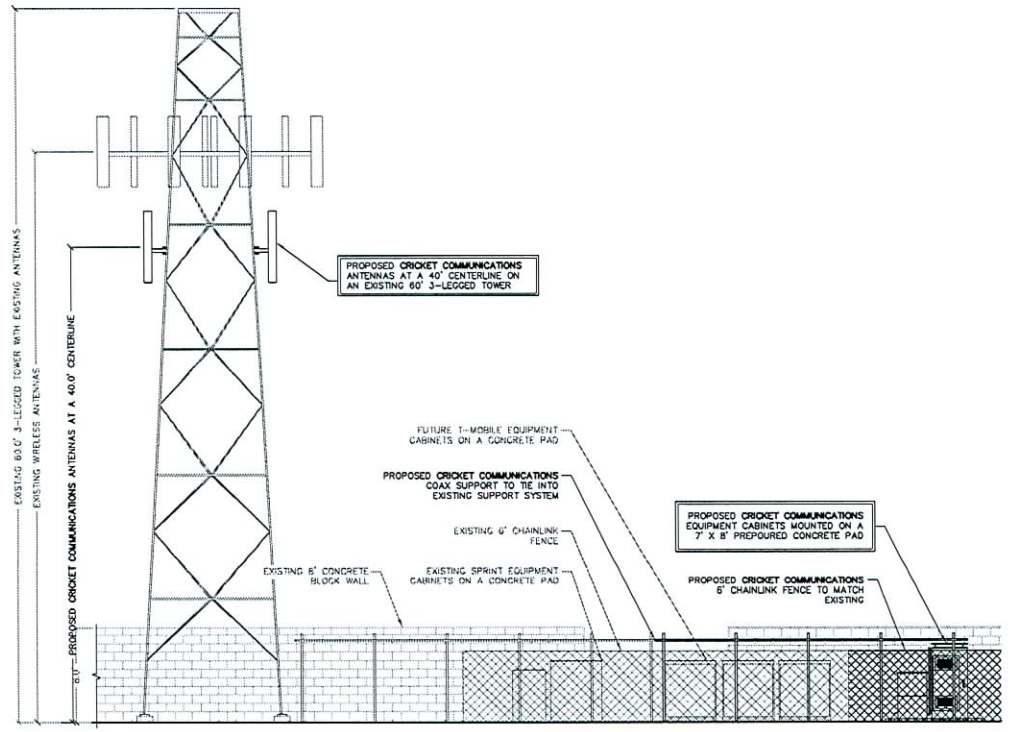 EXISTING 60.0' 3-LEGGED TOWER WITH EXISTING ANTENNAS
EXISTING WIRELESS ANTENNAS
PROPOSED CRICKET COMMUNICATIONS ANTENNAS AT A 40.0' CENTERLINE
8.0'
PROPOSED CRICKET COMMUNICATIONS
ANTENNAS AT A 40' CENTERLINE ON
AN EXISTING 60' 3-LEGGED TOWER
FUTURE T-MOBILE EQUIPMENT
CABINETS ON A CONCRETE PAD
PROPOSED CRICKET COMMUNICATIONS
COAX SUPPORT TO TIE INTO
EXISTING SUPPORT SYSTEM
EXISTING 6' CHAINLINK
FENCE
EXISTING 8' CONCRETE
BLOCK WALL
EXISTING SPRINT EQUIPMENT
CABINETS ON A CONCRETE PAD
PROPOSED CRICKET COMMUNICATIONS
EQUIPMENT CABINETS MOUNTED ON A
7' X 8' PREPOURED CONCRETE PAD
PROPOSED CRICKET COMMUNICATIONS
6' CHAINLINK FENCE TO MATCH
EXISTING